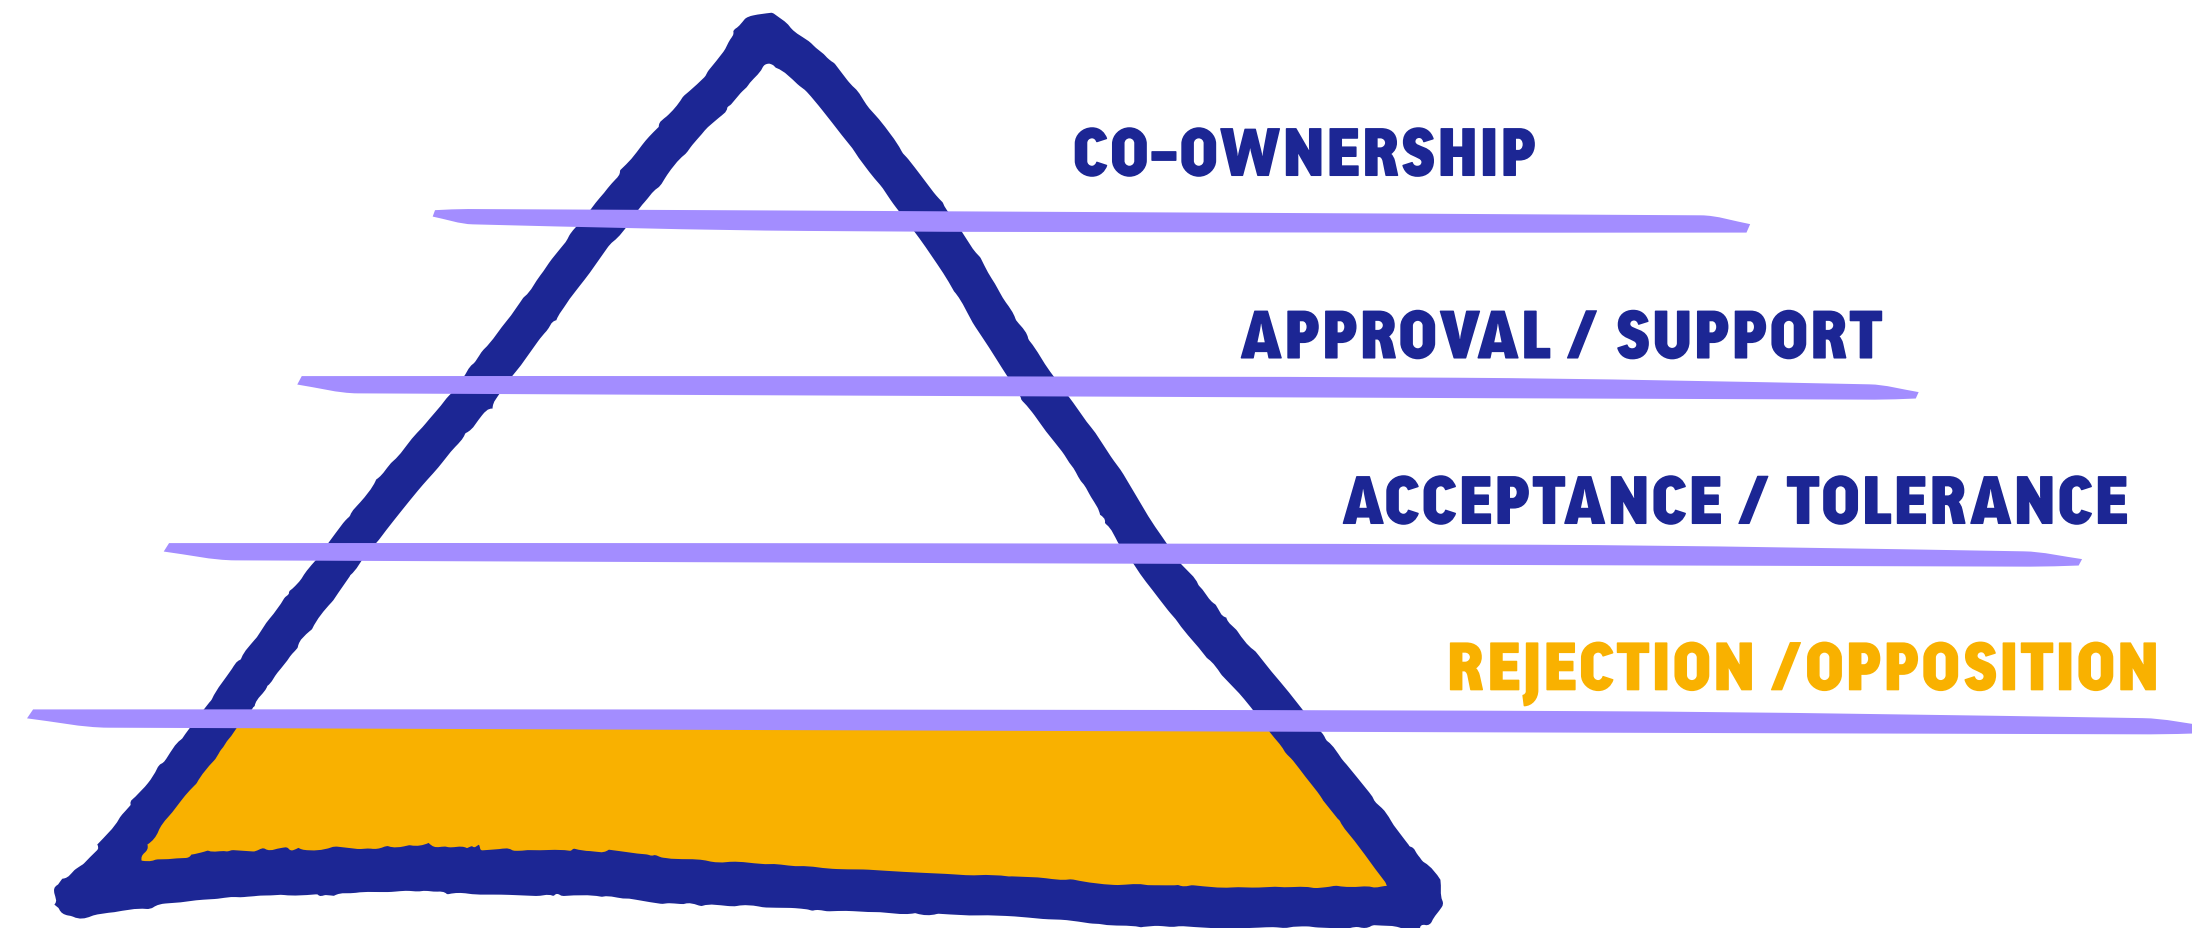 CO-OWNERSHIP
APPROVAL / SUPPORT
ACCEPTANCE / TOLERANCE
REJECTION /OPPOSITION